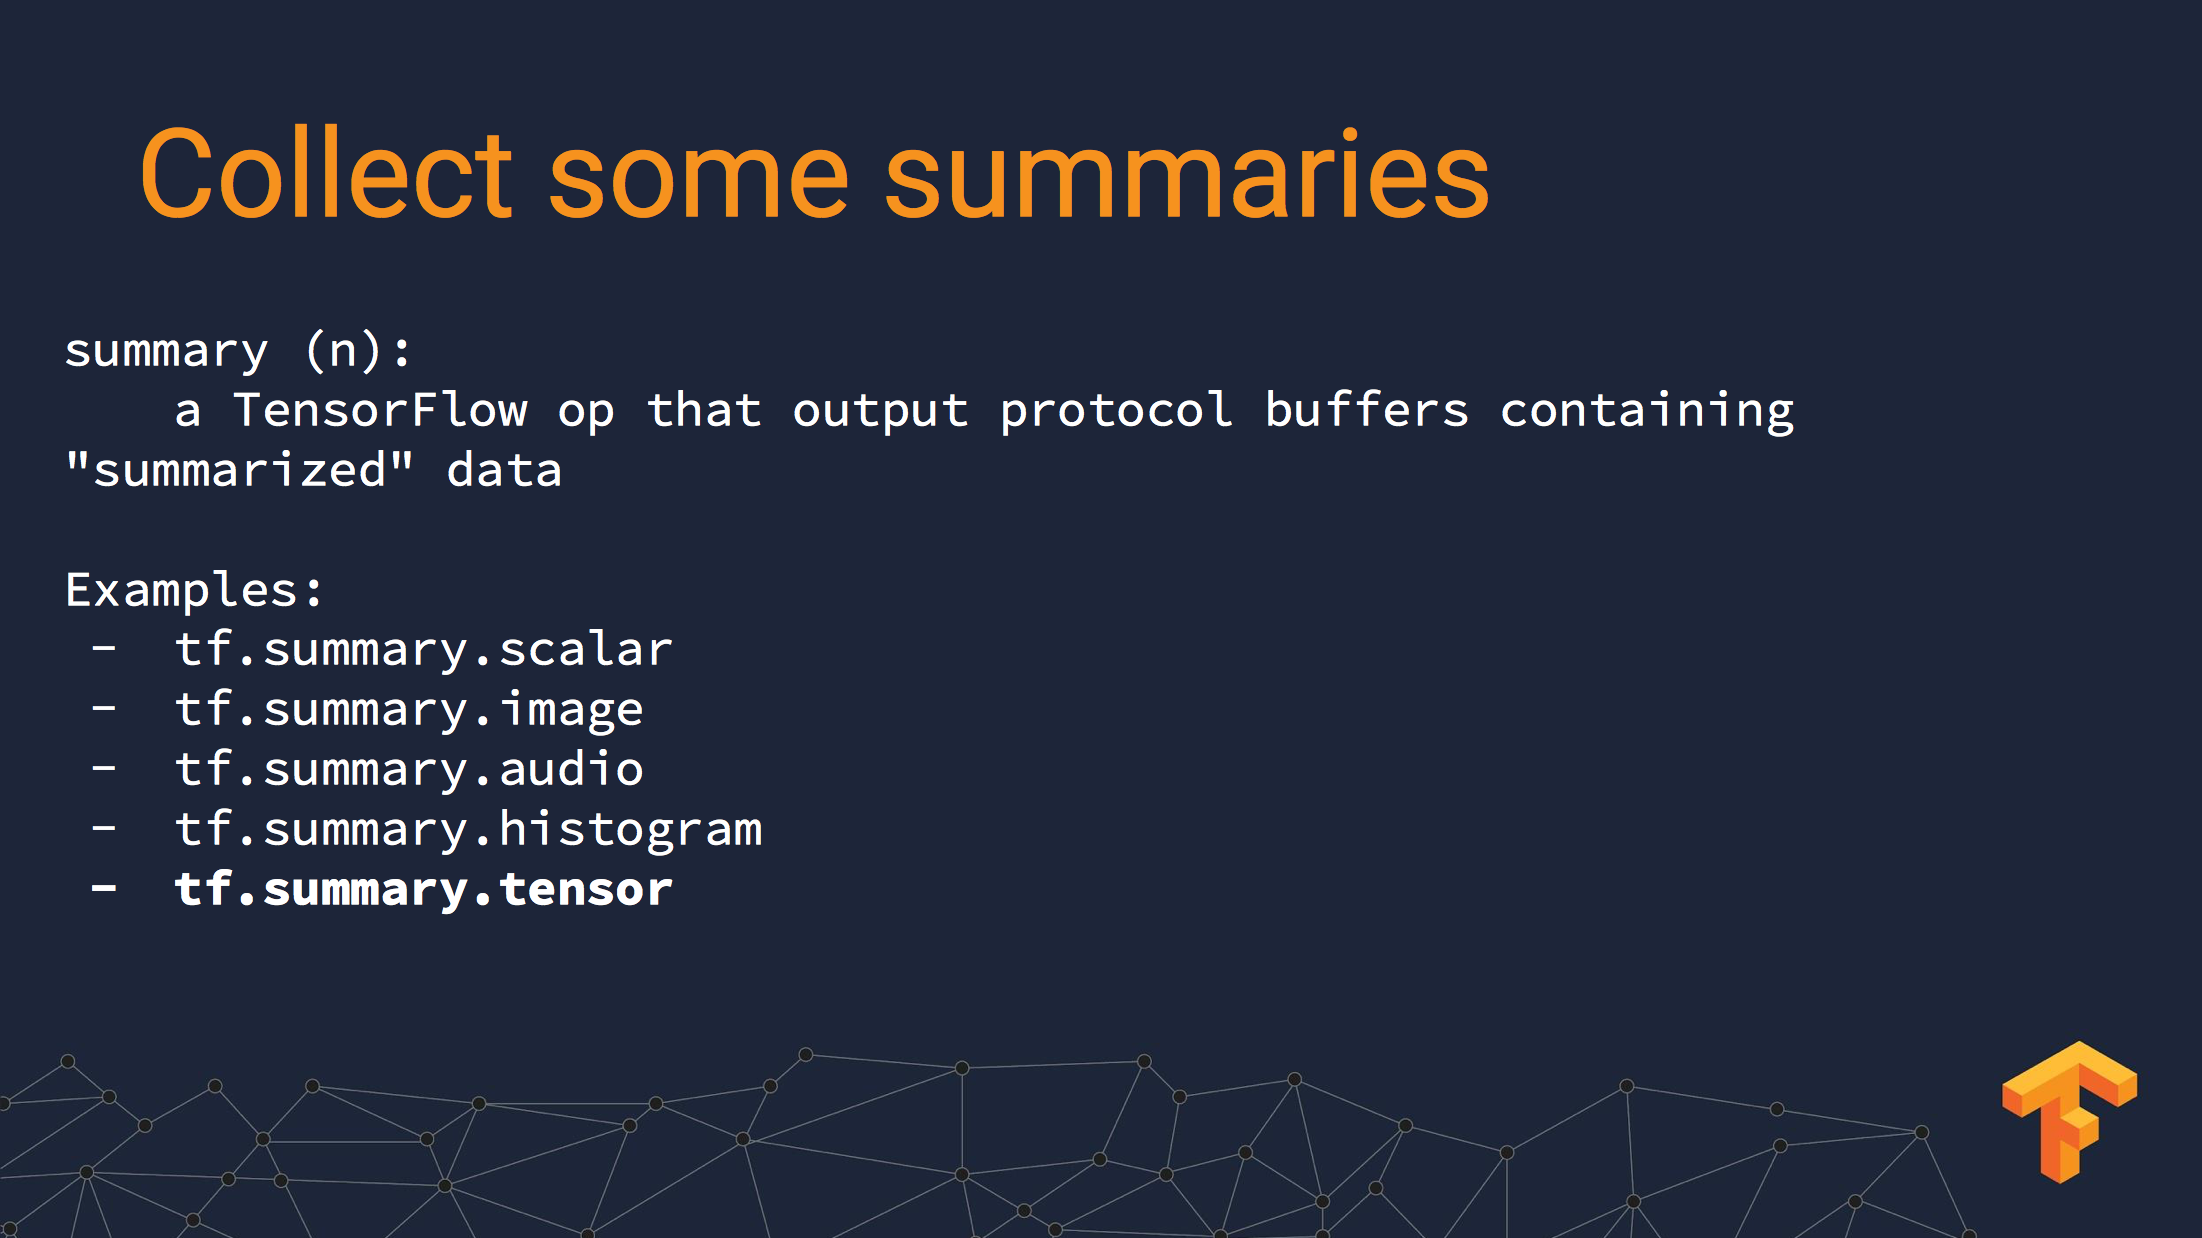 Collect some summaries
summary (n):
a TensorFlow op that output protocol buffers containing
"summarized" data
Examples:
- tf.summary.scalar
- tf.summary.image
- tf.summary.audio
- tf.summary.histogram
- tf.summary.tensor